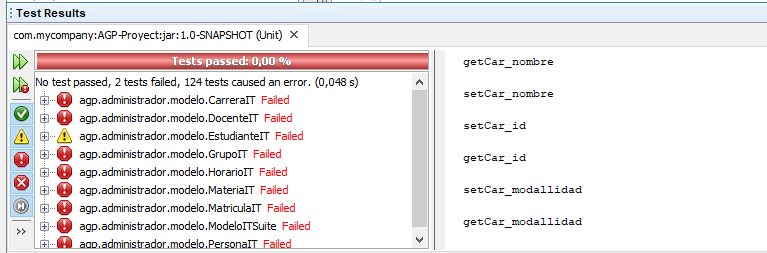 Test Results
com.mycompany:AGP-Proyect:jar:1.0-SNAPSHOT (Unit)
Tests passed: 0,00 %
No test passed, 2 tests failed, 124 tests caused an error. (0,048 s)
agp.administrador.modelo.CarreraIT Failed
agp.administrador.modelo.DocenteIT Failed
agp.administrador.modelo.EstudianteIT Failed
agp.administrador.modelo.GrupoIT Failed
agp.administrador.modelo.HorarioIT Failed
agp.administrador.modelo.MateriaIT Failed
agp.administrador.modelo.MatriculaIT Failed
agp.administrador.modelo.ModeloITSuite Failed
agp.administrador.modelo.PersonaIT Failed
>>
getCar_nombre
setCar_nombre
setCar_id
getCar_id
setCar_modallidad
getCar_modallidad